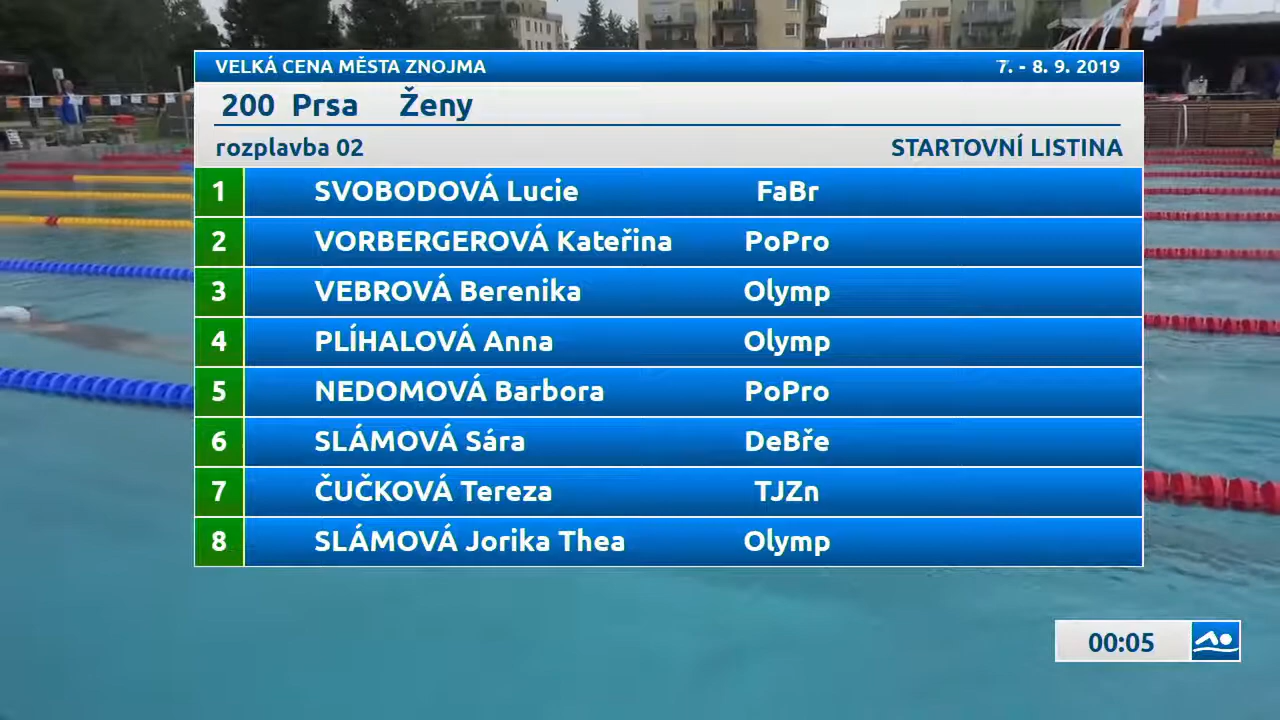 VELKÁ CENA MĚSTA ZNOJMA 7. - 8. 9. 2019
200 Prsa Ženy
rozplavba 02 STARTOVNÍ LISTINA
1 SVOBODOVÁ Lucie FaBr
2 VORBERGEROVÁ Kateřina PoPro
3 VEBROVÁ Berenika Olymp
4 PLÍHALOVÁ Anna Olymp
5 NEDOMOVÁ Barbora PoPro
6 SLÁMOVÁ Sára DeBře
7 ČUČKOVÁ Tereza TJZn
8 SLÁMOVÁ Jorika Thea Olymp
00:05